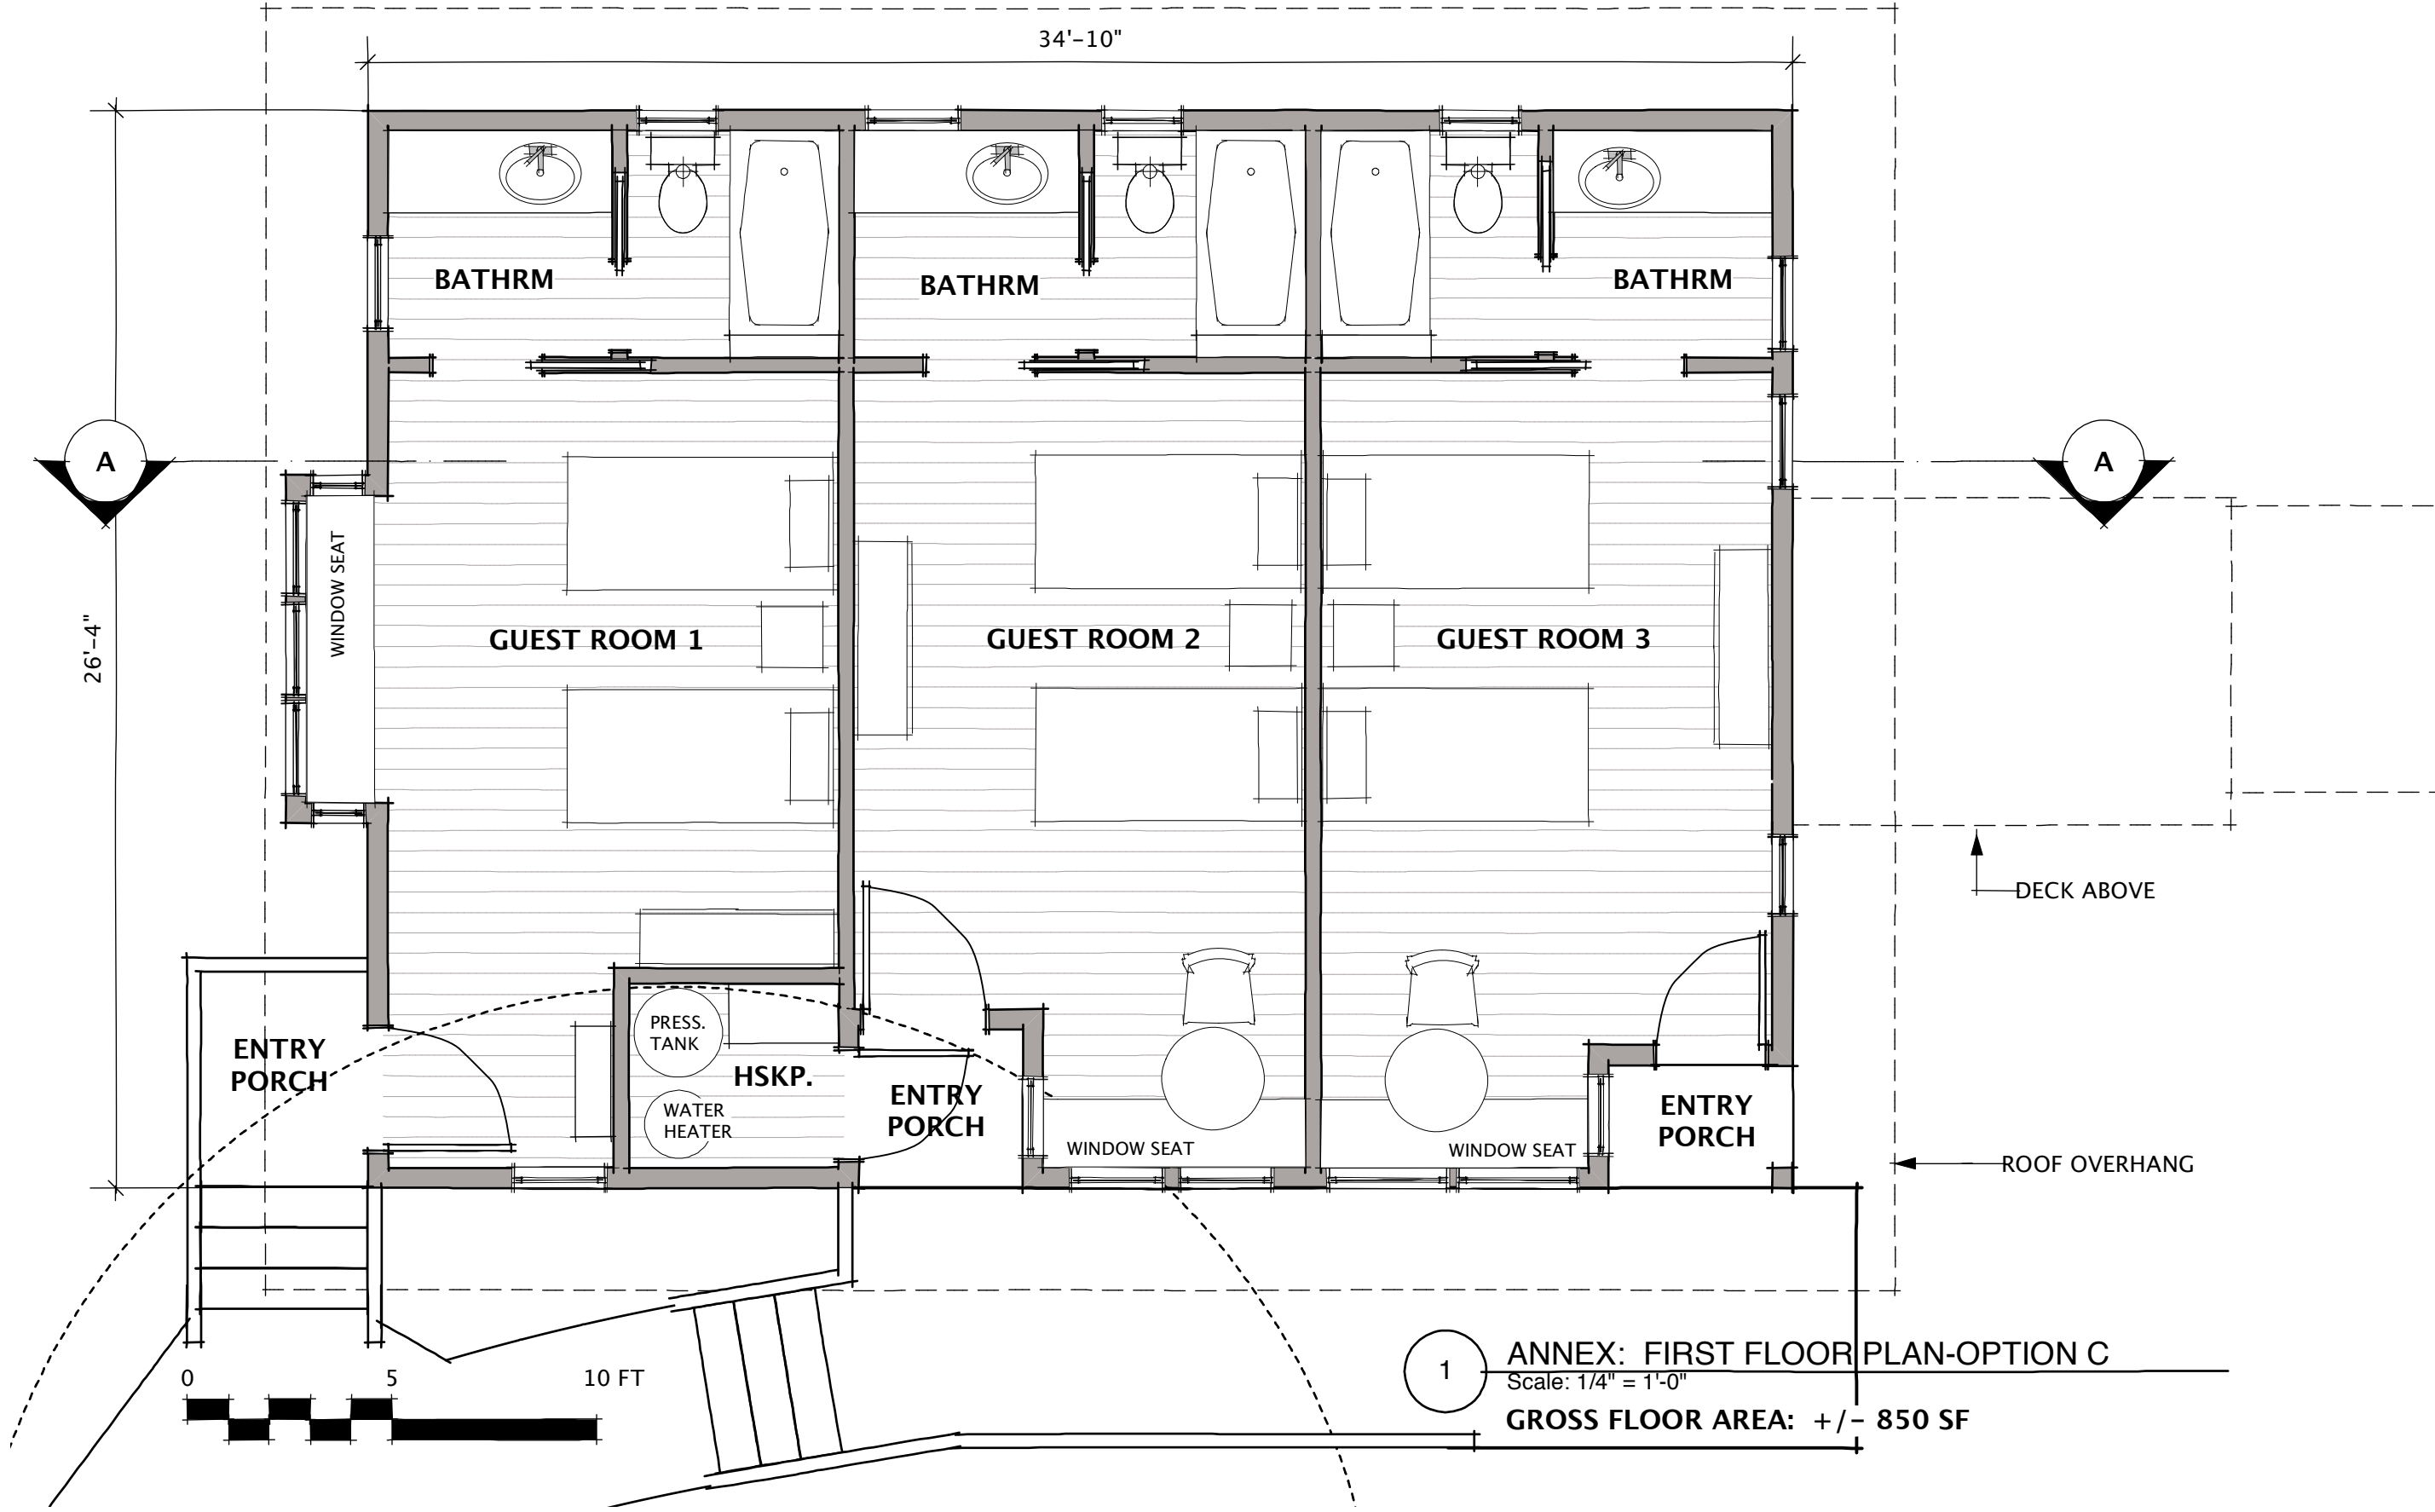 34'-10"
BATHRM
BATHRM
BATHRM
A
A
WINDOW SEAT
26'-4"
GUEST ROOM 1
GUEST ROOM 2
GUEST ROOM 3
DECK ABOVE
PRESS.
TANK
ENTRY
PORCH
HSKP.
WATER
HEATER
ENTRY
PORCH
ENTRY
PORCH
WINDOW SEAT
WINDOW SEAT
ROOF OVERHANG
0 5 10 FT
1
ANNEX: FIRST FLOOR PLAN-OPTION C
Scale: 1/4" = 1'-0"
GROSS FLOOR AREA: +/- 850 SF